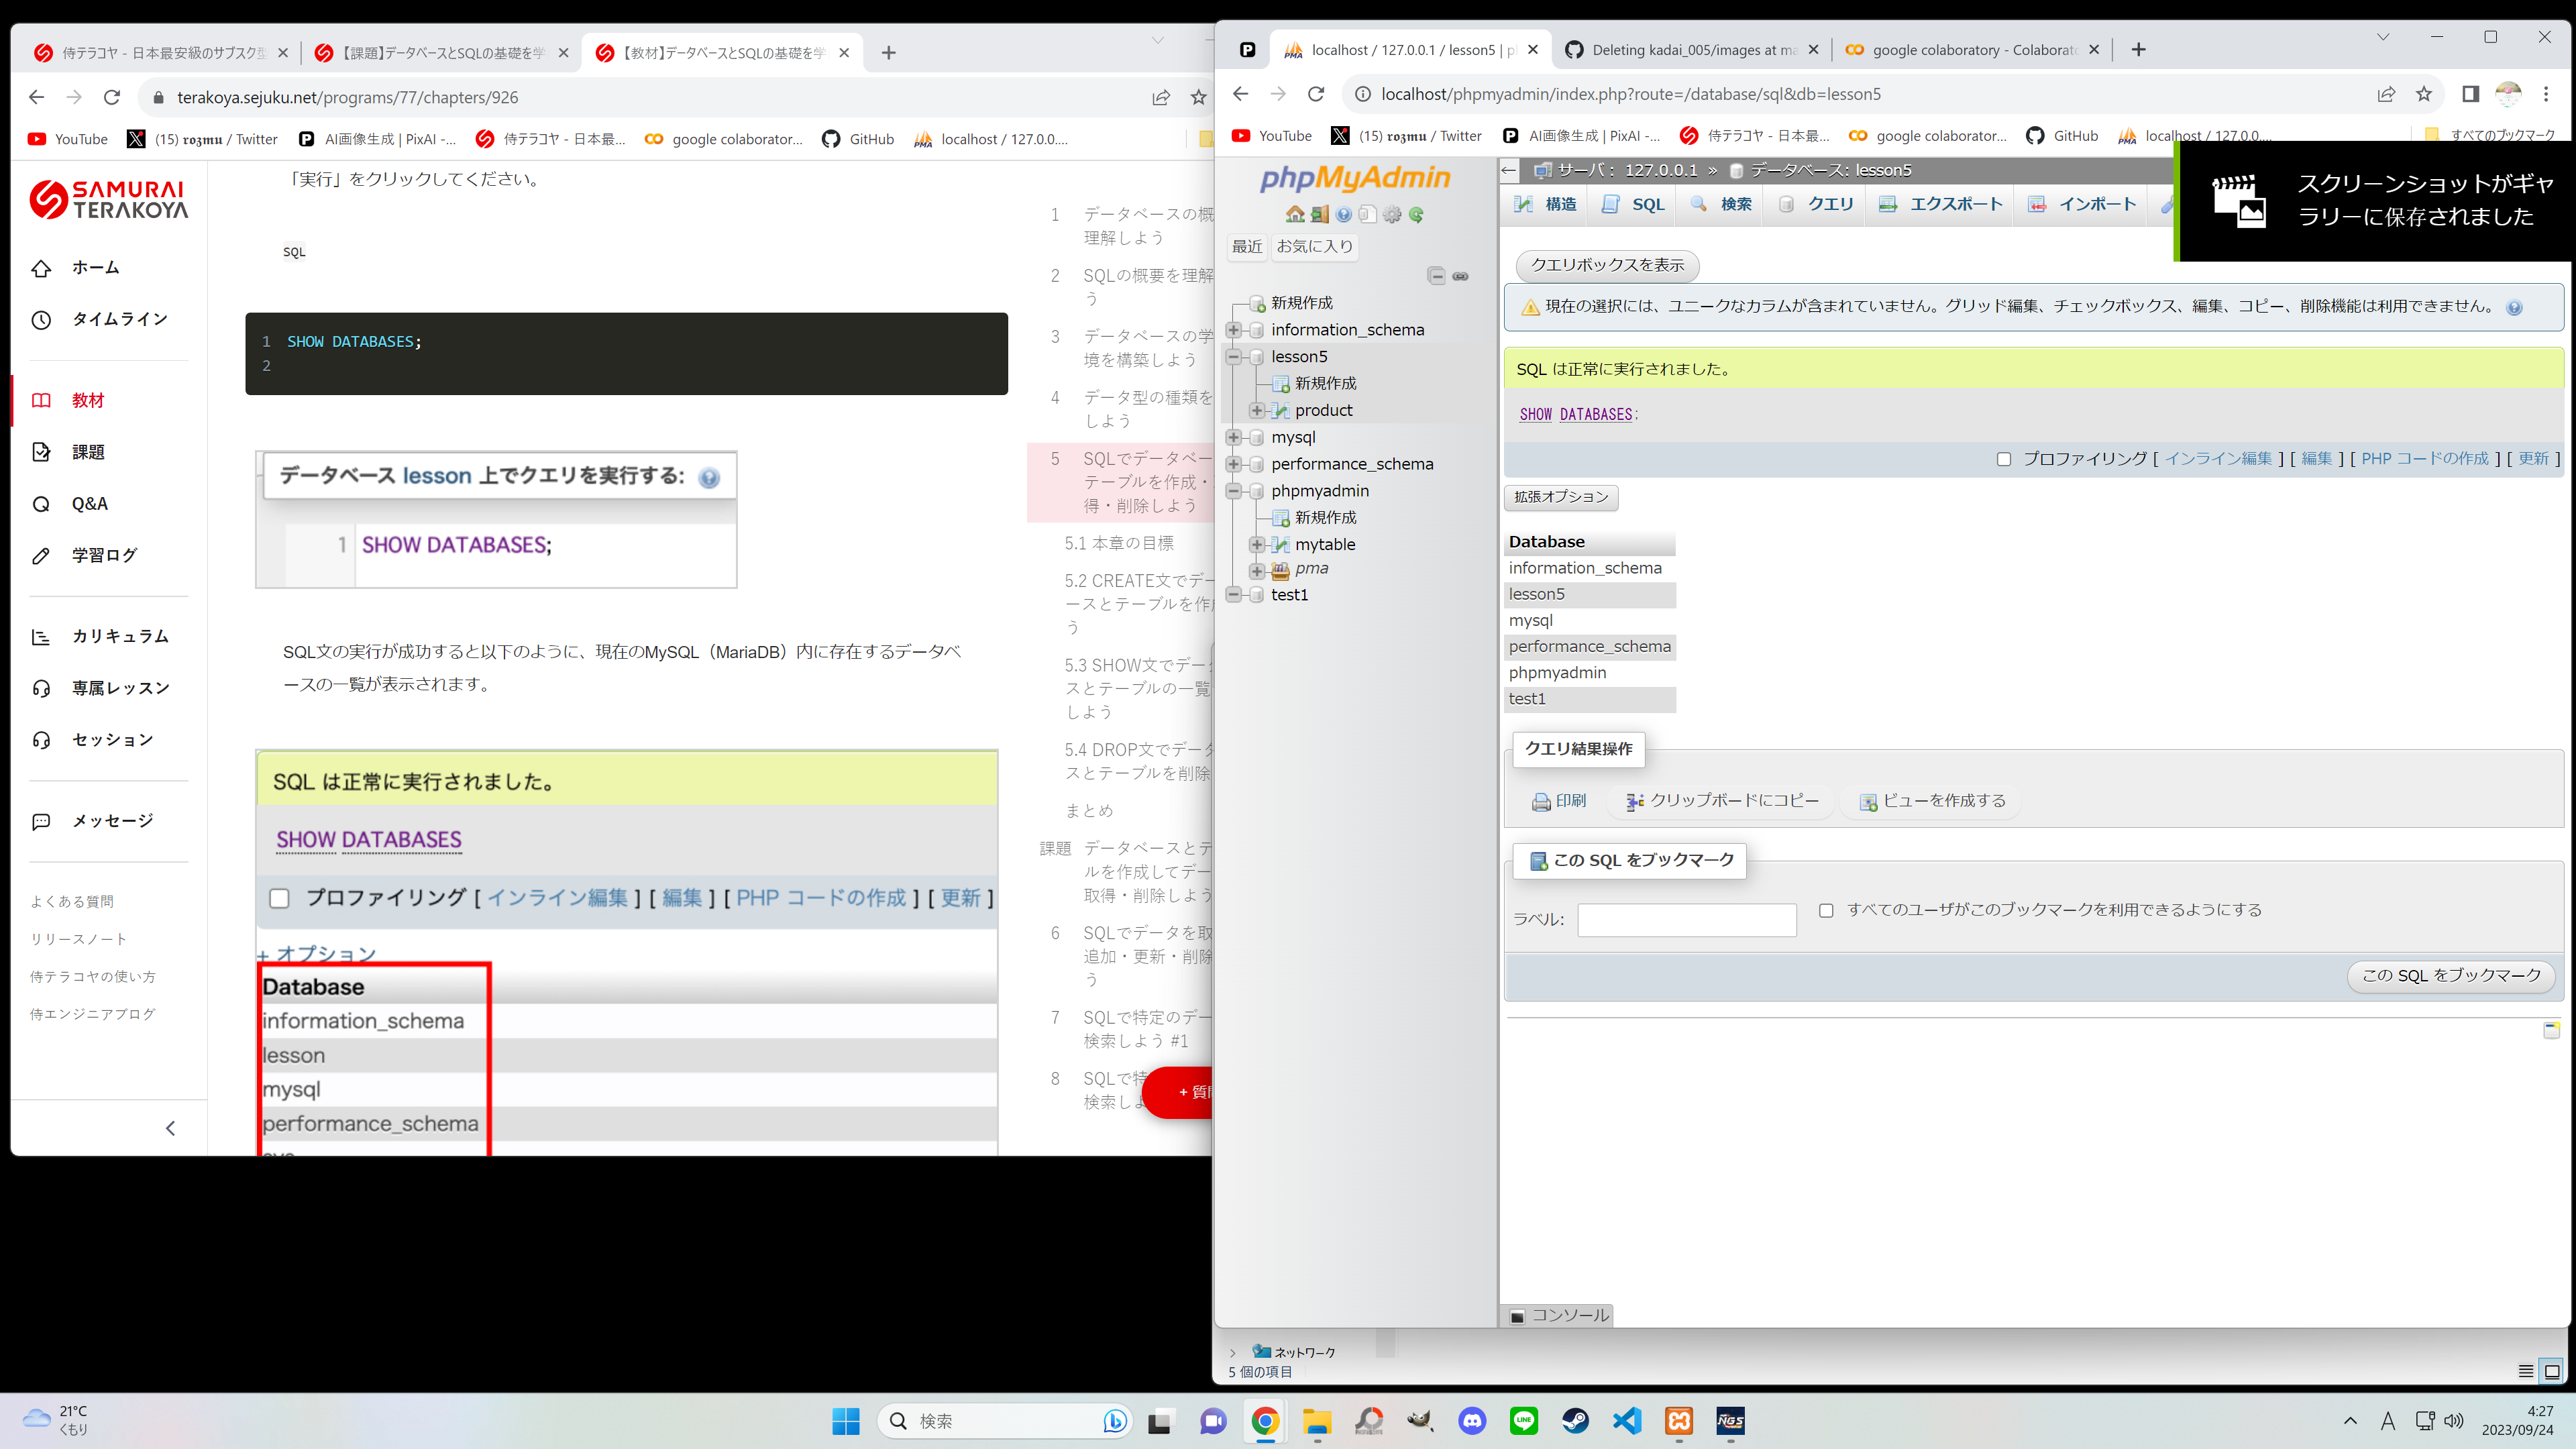 侍テラコヤ - 日本最安級のサブスク型
【課題】データベースとSQLの基礎を学
【教材】データベースとSQLの基礎を学
terakoya.sejuku.net/programs/77/chapters/926
YouTube
(15) 𝖗𝖔𝖟𝖒𝖚 / Twitter
AI画像生成 | PixAI -...
侍テラコヤ - 日本最...
google colaborator...
GitHub
localhost / 127.0.0....
SAMURAI
TERAKOYA
ホーム
タイムライン
教材
課題
Q&A
学習ログ
カリキュラム
専属レッスン
セッション
メッセージ
よくある質問
リリースノート
侍テラコヤの使い方
侍エンジニアブログ
「実行」をクリックしてください。
SQL
1 SHOW DATABASES;
2
データベース lesson 上でクエリを実行する:
1 SHOW DATABASES;
SQL文の実行が成功すると以下のように、現在のMySQL（MariaDB）内に存在するデータベ
ースの一覧が表示されます。
SQL は正常に実行されました。
SHOW DATABASES
プロファイリング [ インライン編集 ] [ 編集 ] [ PHP コードの作成 ] [ 更新 ]
+ オプション
Database
information_schema
lesson
mysql
performance_schema
1 データベースの概
理解しよう
2 SQLの概要を理解
う
3 データベースの学
境を構築しよう
4 データ型の種類を
しよう
5 SQLでデータベー
テーブルを作成・
得・削除しよう
5.1 本章の目標
5.2 CREATE文でデー
ースとテーブルを作
う
5.3 SHOW文でデー
スとテーブルの一覧
しよう
5.4 DROP文でデー
スとテーブルを削除
まとめ
課題 データベースとテ
ルを作成してデー
取得・削除しよう
6 SQLでデータを取
追加・更新・削除
う
7 SQLで特定のデー
検索しよう #1
8 SQLで特
検索しよ
+ 質
localhost / 127.0.0.1 / lesson5 | p
Deleting kadai_005/images at ma
google colaboratory - Colaborato
localhost/phpmyadmin/index.php?route=/database/sql&db=lesson5
YouTube
(15) 𝖗𝖔𝖟𝖒𝖚 / Twitter
AI画像生成 | PixAI -...
侍テラコヤ - 日本最...
google colaborator...
GitHub
localhost / 127.0.0....
すべてのブックマーク
スクリーンショットがギャ
ラリーに保存されました
phpMyAdmin
最近 お気に入り
新規作成
information_schema
lesson5
新規作成
product
mysql
performance_schema
phpmyadmin
新規作成
mytable
pma
test1
サーバ： 127.0.0.1 » データベース: lesson5
構造 SQL 検索 クエリ エクスポート インポート
クエリボックスを表示
現在の選択には、ユニークなカラムが含まれていません。グリッド編集、チェックボックス、編集、コピー、削除機能は利用できません。
SQL は正常に実行されました。
SHOW DATABASES;
プロファイリング [ インライン編集 ] [ 編集 ] [ PHP コードの作成 ] [ 更新 ]
拡張オプション
Database
information_schema
lesson5
mysql
performance_schema
phpmyadmin
test1
クエリ結果操作
印刷 クリップボードにコピー ビューを作成する
この SQL をブックマーク
ラベル: すべてのユーザがこのブックマークを利用できるようにする
この SQL をブックマーク
コンソール
ネットワーク
5 個の項目
21°C
くもり
検索
LINE
NGS
A
4:27
2023/09/24